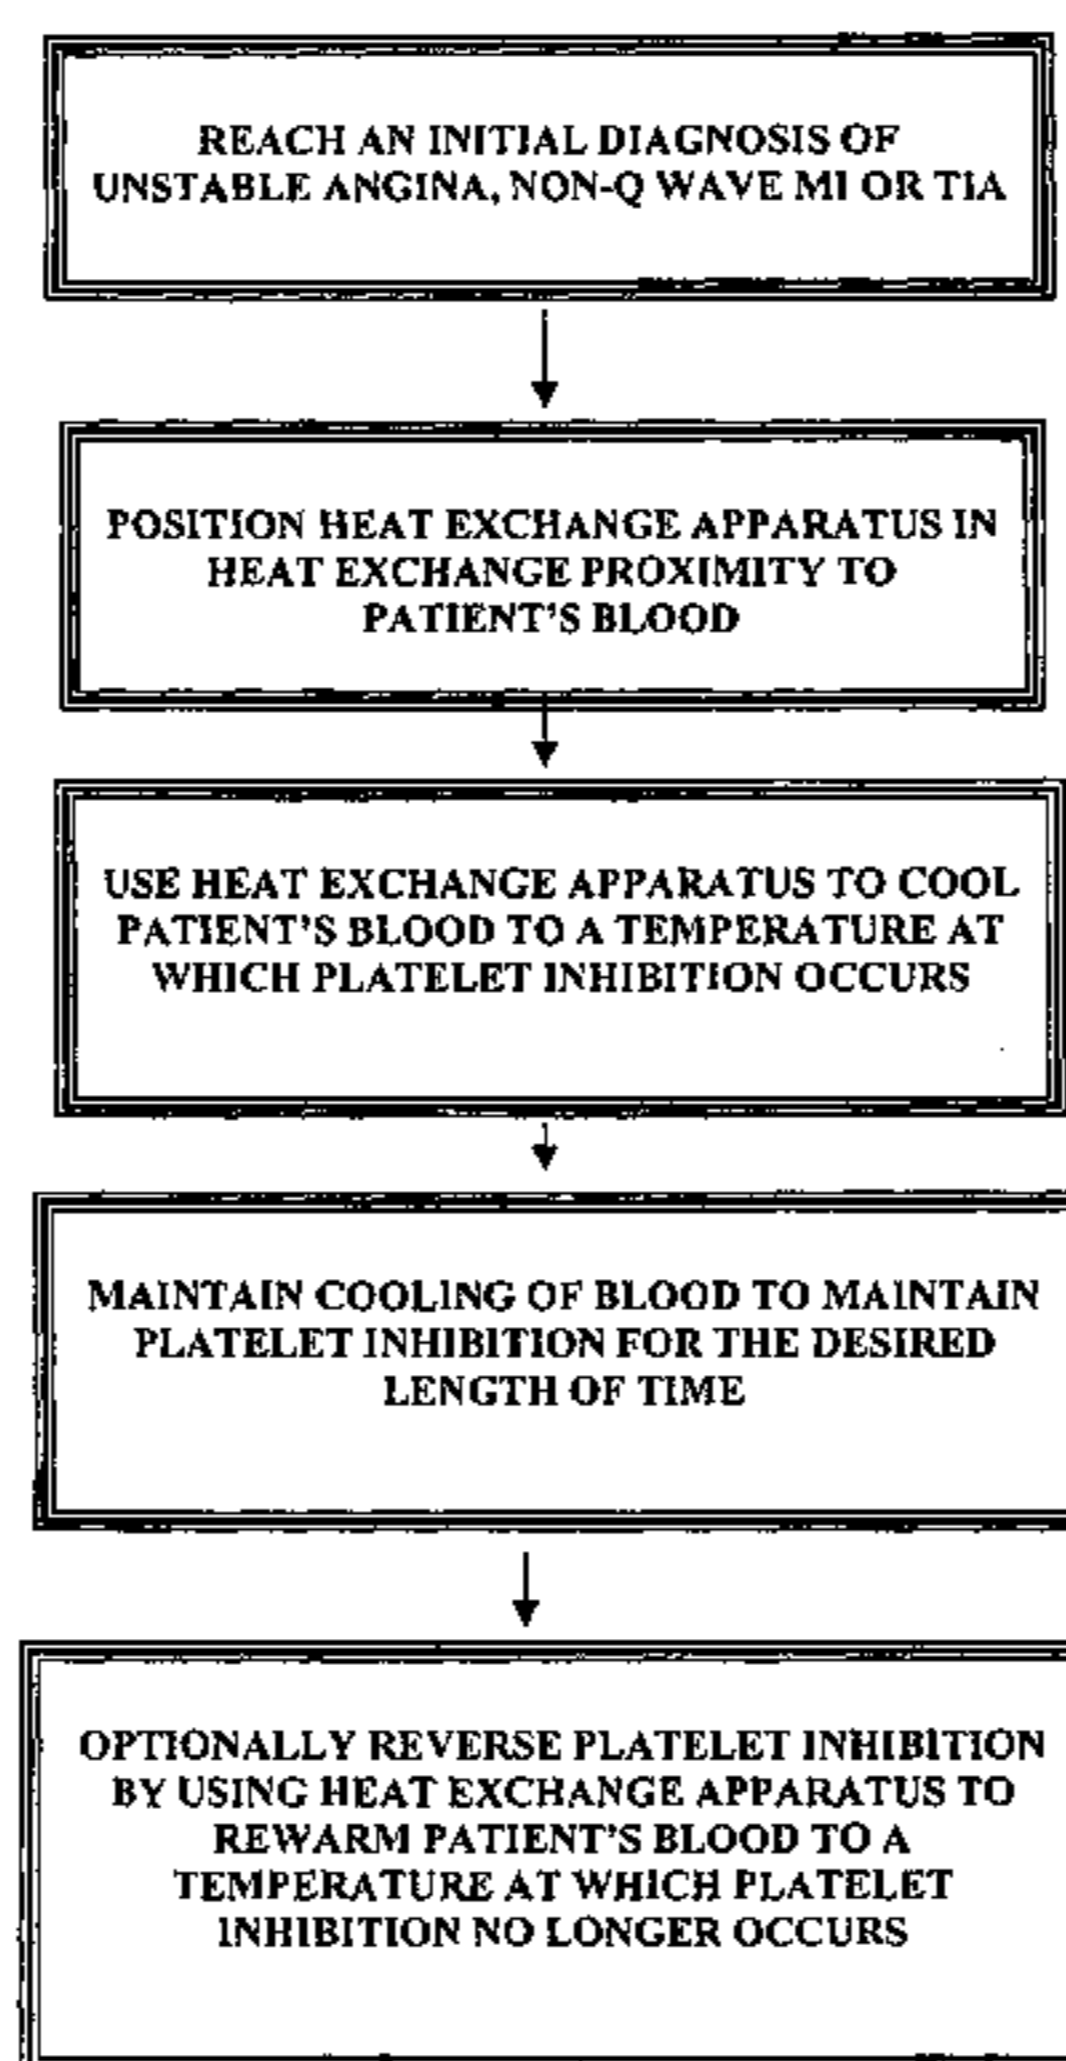 REACH AN INITIAL DIAGNOSIS OF
UNSTABLE ANGINA, NON-Q WAVE MI OR TIA
POSITION HEAT EXCHANGE APPARATUS IN
HEAT EXCHANGE PROXIMITY TO
PATIENT'S BLOOD
USE HEAT EXCHANGE APPARATUS TO COOL
PATIENT'S BLOOD TO A TEMPERATURE AT
WHICH PLATELET INHIBITION OCCURS
MAINTAIN COOLING OF BLOOD TO MAINTAIN
PLATELET INHIBITION FOR THE DESIRED
LENGTH OF TIME
OPTIONALLY REVERSE PLATELET INHIBITION
BY USING HEAT EXCHANGE APPARATUS TO
REWARM PATIENT'S BLOOD TO A
TEMPERATURE AT WHICH PLATELET
INHIBITION NO LONGER OCCURS